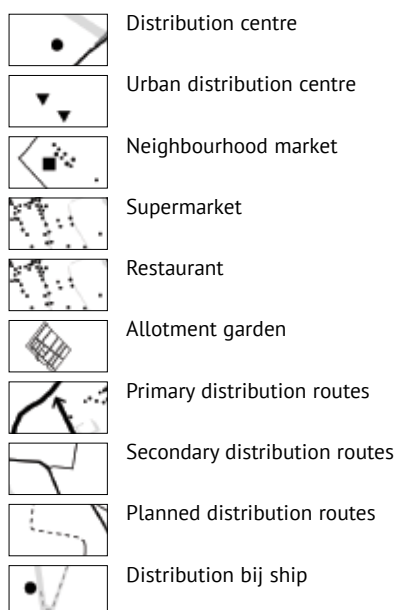 Distribution centre
Urban distribution centre
Neighbourhood market
Supermarket
Restaurant
Allotment garden
Primary distribution routes
Secondary distribution routes
Planned distribution routes
Distribution bij ship